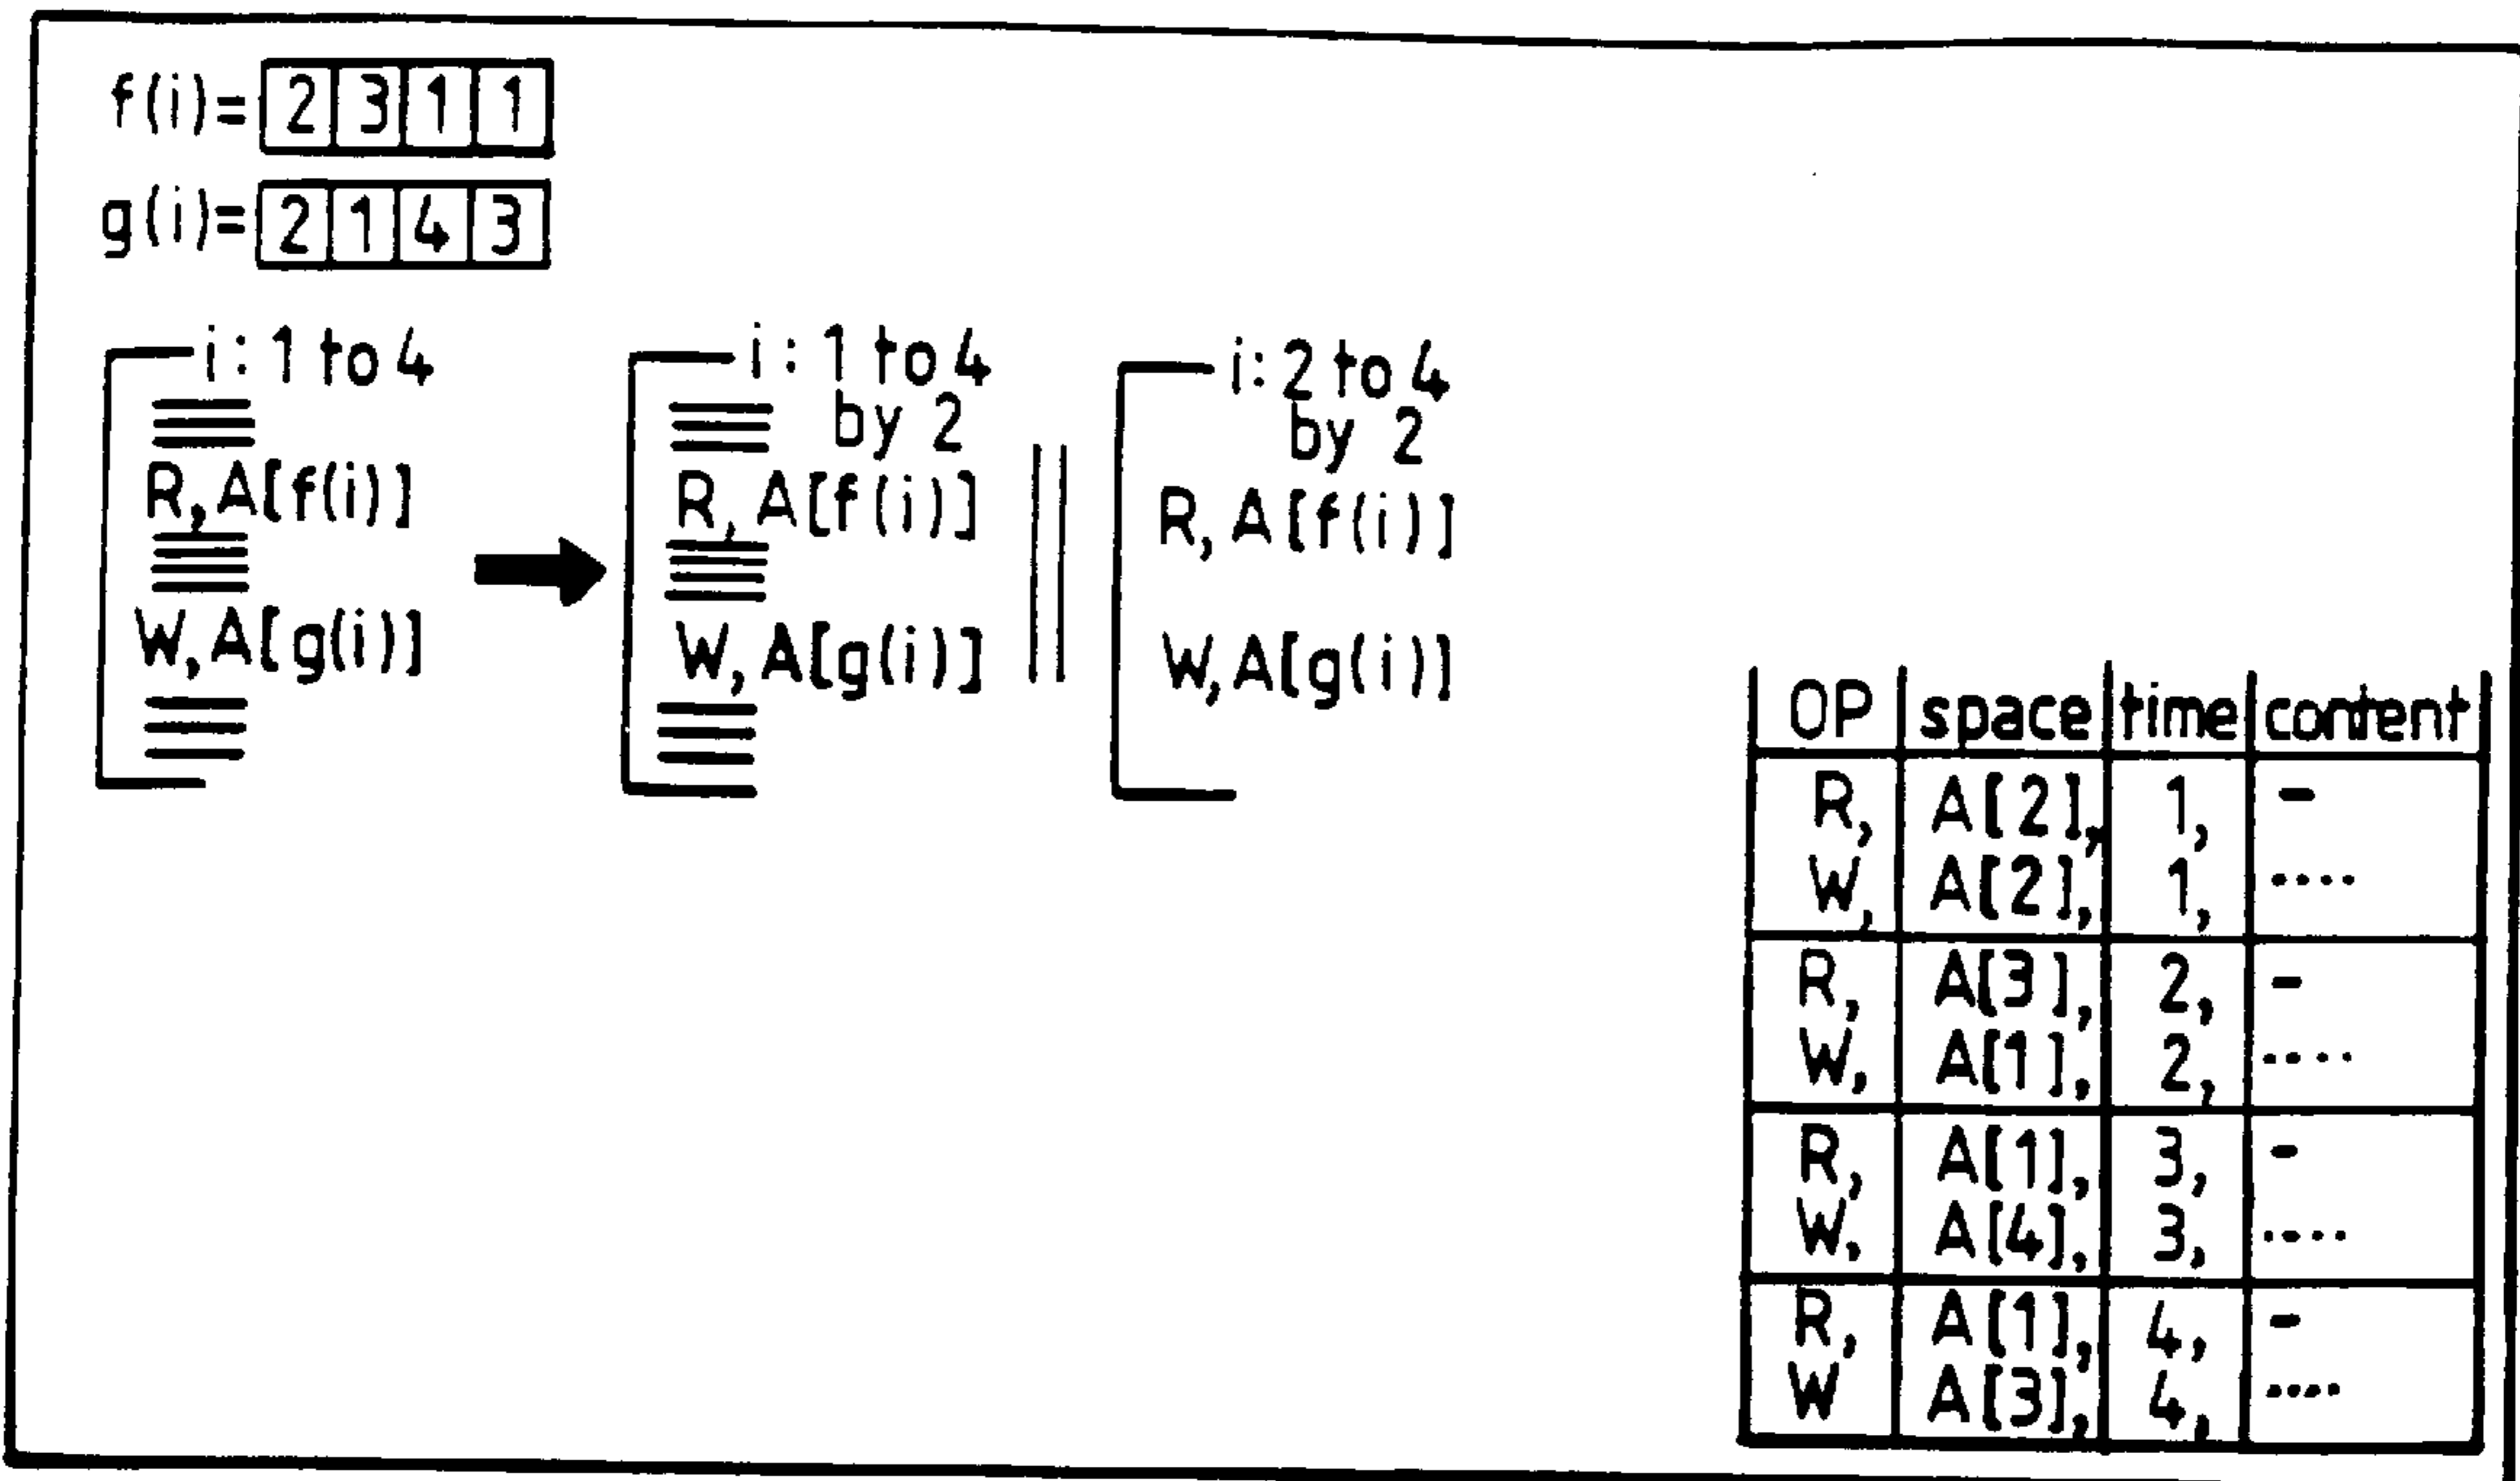 f(i)= 2 3 1 1
g(i)= 2 1 4 3
i : 1 to 4
R, A[f(i)]
W, A[g(i)]
i : 1 to 4
by 2
R, A[f(i)]
W, A[g(i)]
i: 2 to 4
by 2
R, A[f(i)]
W, A[g(i)]
OP space time content
R, A[2], 1, -
W, A[2], 1, ....
R, A[3], 2, -
W, A[1], 2, ....
R, A[1], 3, -
W, A[4], 3, ....
R, A[1], 4, -
W A[3], 4, ....